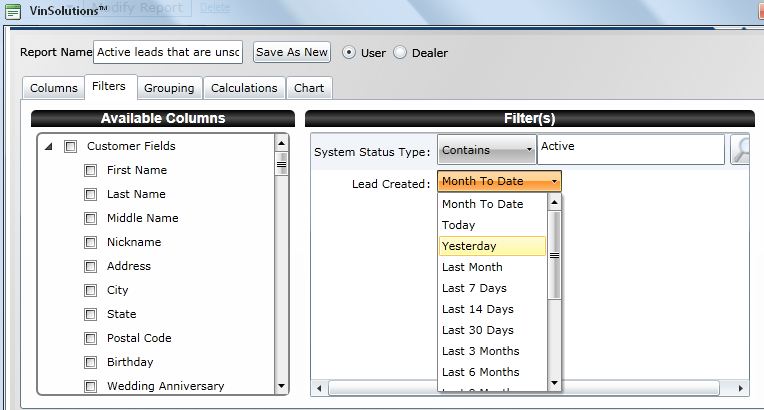 VinSolutions™
Modify Report
Delete
Report Name Active leads that are unsc Save As New User Dealer
Columns Filters Grouping Calculations Chart
Available Columns
Filter(s)
Customer Fields
First Name
Last Name
Middle Name
Nickname
Address
City
State
Postal Code
Birthday
Wedding Anniversary
System Status Type: Contains Active
Lead Created: Month To Date
Month To Date
Today
Yesterday
Last Month
Last 7 Days
Last 14 Days
Last 30 Days
Last 3 Months
Last 6 Months